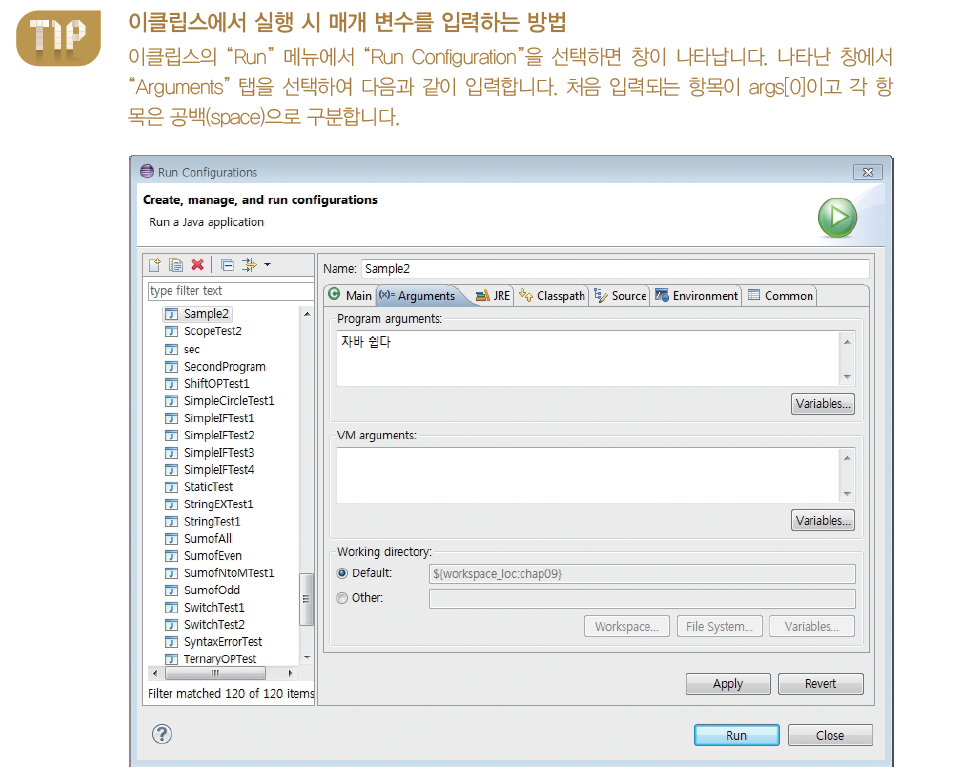 TIP
이클립스에서 실행 시 매개 변수를 입력하는 방법
이클립스의 “Run” 메뉴에서 “Run Configuration”을 선택하면 창이 나타납니다. 나타난 창에서
“Arguments” 탭을 선택하여 다음과 같이 입력합니다. 처음 입력되는 항목이 args[0]이고 각 항
목은 공백(space)으로 구분합니다.
Run Configurations
Create, manage, and run configurations
Run a Java application
type filter text
Sample2
ScopeTest2
sec
SecondProgram
ShiftOPTest1
SimpleCircleTest1
SimpleIFTest1
SimpleIFTest2
SimpleIFTest3
SimpleIFTest4
StaticTest
StringEXTest1
StringTest1
SumofAll
SumofEven
SumofNtoMTest1
SumofOdd
SwitchTest1
SwitchTest2
SyntaxErrorTest
TernaryOPTest
Filter matched 120 of 120 items
Name: Sample2
Main (x)= Arguments JRE Classpath Source Environment Common
Program arguments:
자바 쉽다
Variables...
VM arguments:
Variables...
Working directory:
Default: ${workspace_loc:chap09}
Other:
Workspace... File System... Variables...
Apply Revert
? Run Close